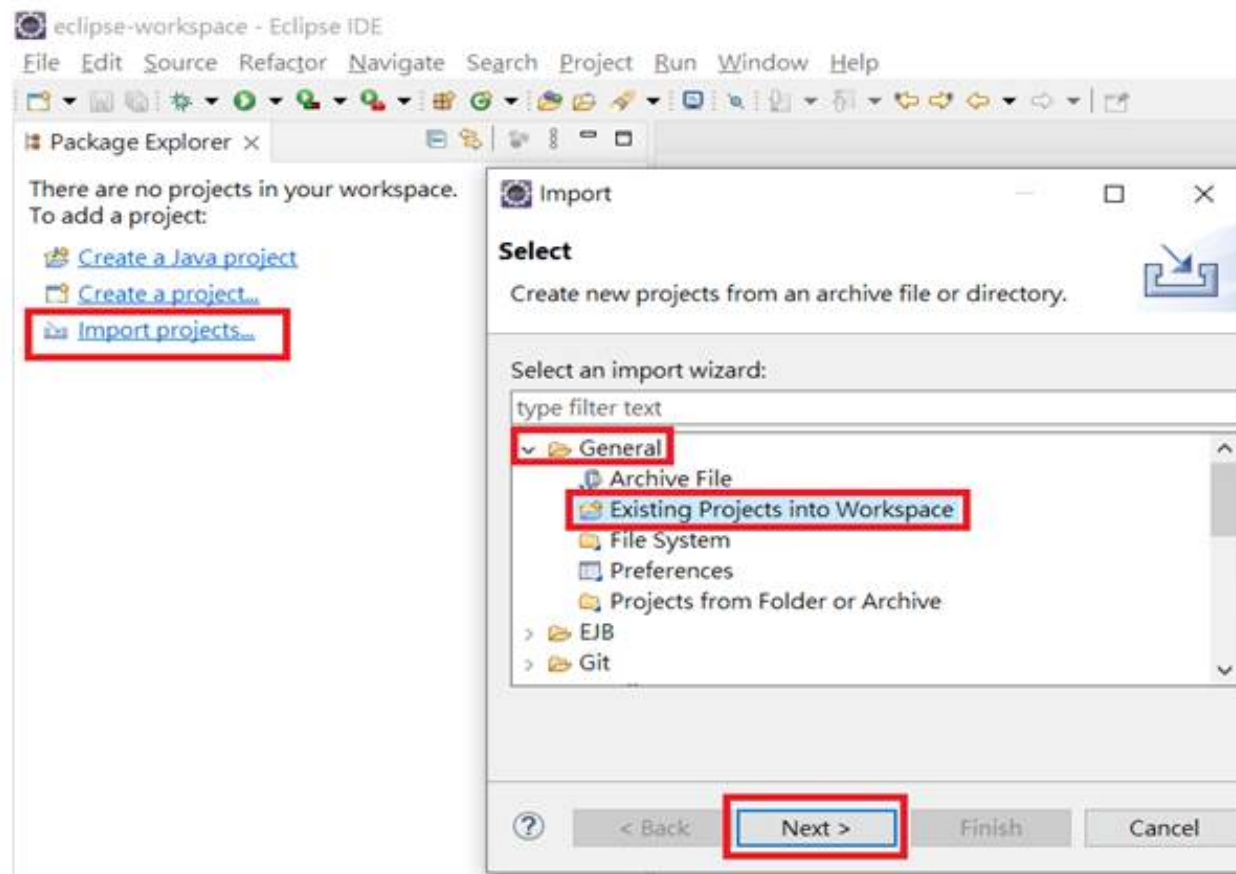 eclipse-workspace - Eclipse IDE
File Edit Source Refactor Navigate Search Project Run Window Help
Package Explorer
There are no projects in your workspace.
To add a project:
Create a Java project
Create a project...
Import projects...
Import
Select
Create new projects from an archive file or directory.
Select an import wizard:
type filter text
General
Archive File
Existing Projects into Workspace
File System
Preferences
Projects from Folder or Archive
EJB
Git
? < Back Next > Finish Cancel